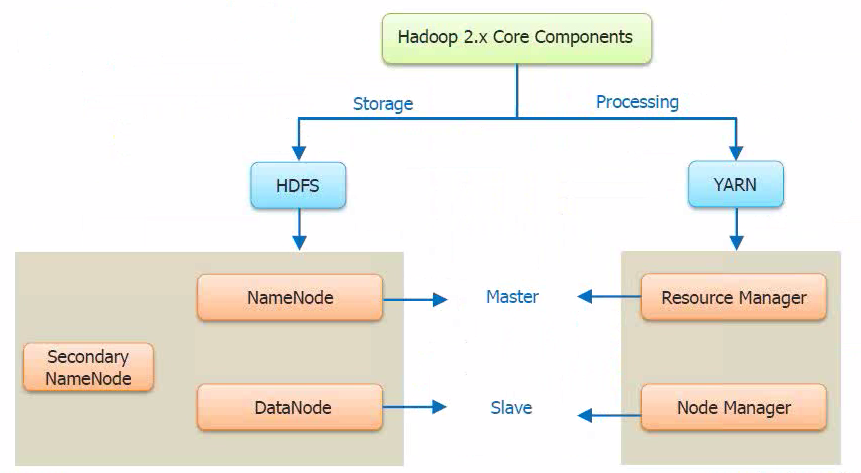 Hadoop 2.x Core Components
Storage
Processing
HDFS
YARN
NameNode
Master
Resource Manager
Secondary
NameNode
DataNode
Slave
Node Manager